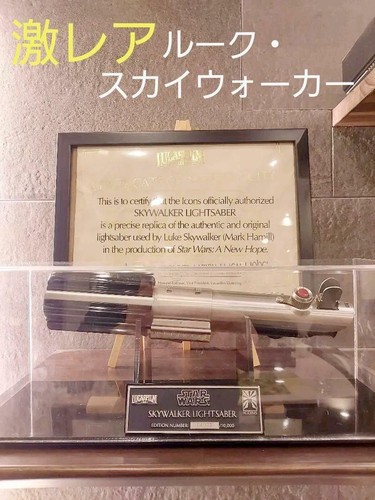 激レア ルーク・
スカイウォーカー
LUCASFILM
This is to certify that the Icons officially authorized
SKYWALKER LIGHTSABER
is a precise replica of the authentic and original
lightsaber used by Luke Skywalker (Mark Hamill)
in the production of Star Wars: A New Hope.
LUCASFILM
STAR
WARS
SKYWALKER LIGHTSABER
EDITION NUMBER: /10,000